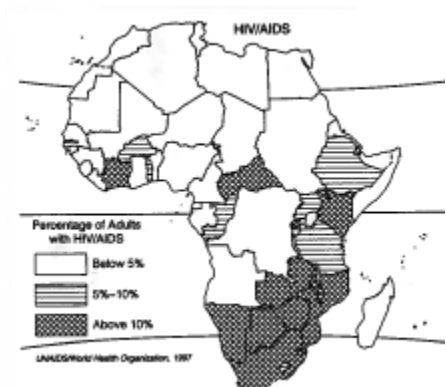 HIV/AIDS
Percentage of Adults
with HIV/AIDS
Below 5%
5%–10%
Above 10%
UNAIDS/World Health Organization, 1997